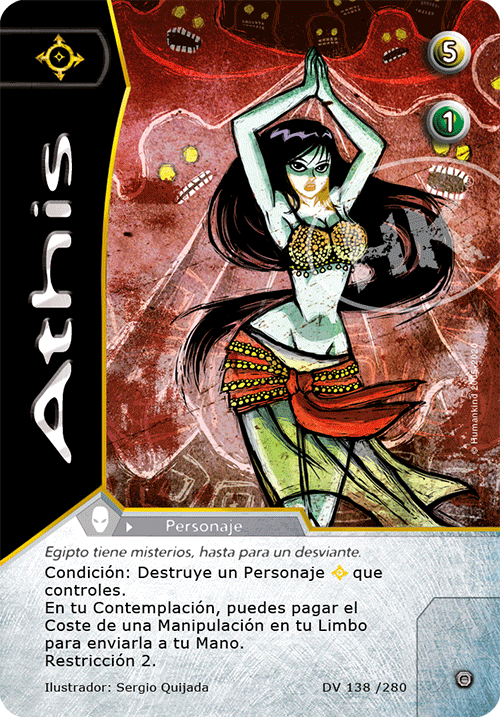 5
1
Athis
Personaje
Egipto tiene misterios, hasta para un desviante.
Condición: Destruye un Personaje que
controles.
En tu Contemplación, puedes pagar el
Coste de una Manipulación en tu Limbo
para enviarla a tu Mano.
Restricción 2.
Ilustrador: Sergio Quijada
DV 138 /280